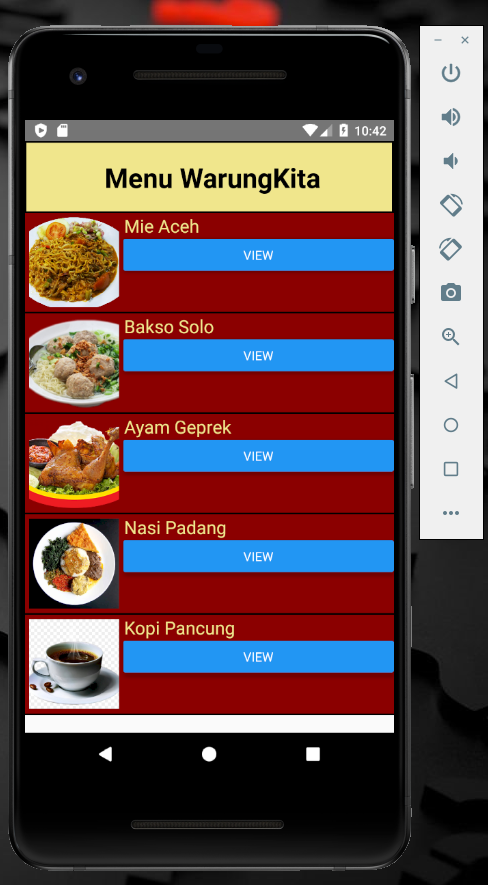 10:42
Menu WarungKita
Mie Aceh
VIEW
Bakso Solo
VIEW
Ayam Geprek
VIEW
Nasi Padang
VIEW
Kopi Pancung
VIEW